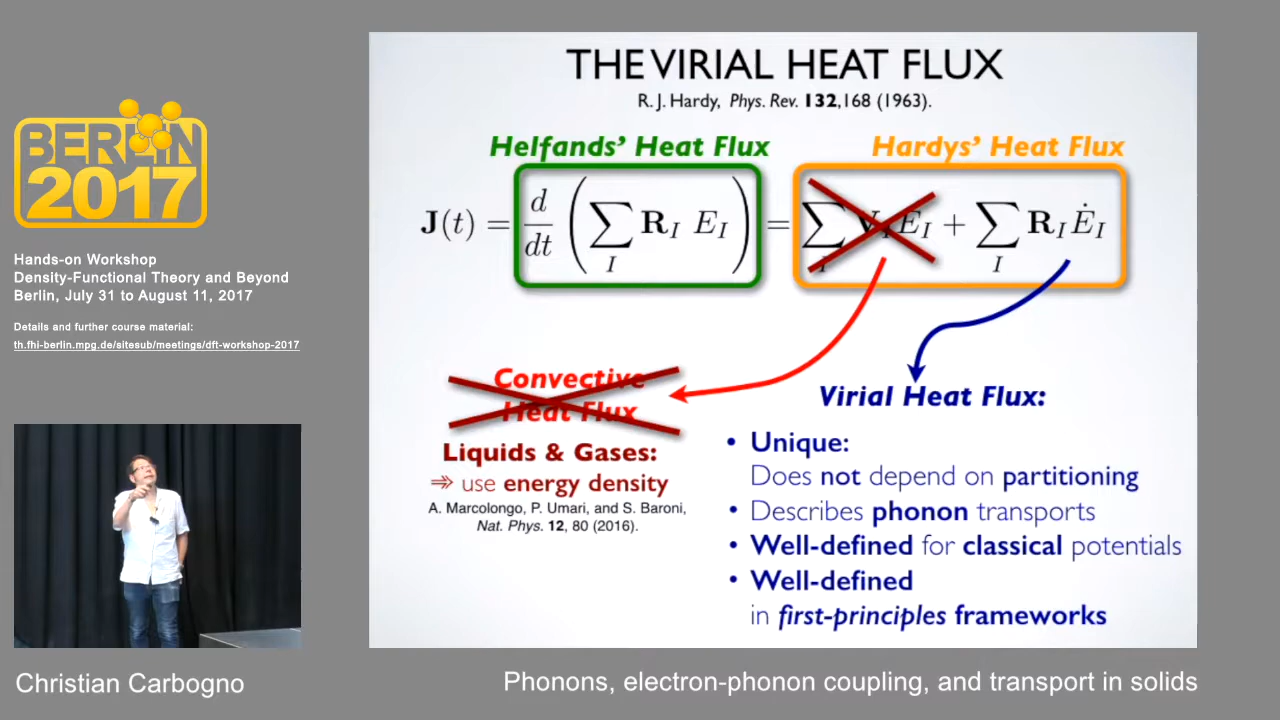 BERLIN
2017
Hands-on Workshop
Density-Functional Theory and Beyond
Berlin, July 31 to August 11, 2017
Details and further course material:
th.fhi-berlin.mpg.de/sitesub/meetings/dft-workshop-2017
THE VIRIAL HEAT FLUX
R. J. Hardy, Phys. Rev. 132,168 (1963).
Helfands' Heat Flux
Hardys' Heat Flux
J(t) = d/dt ( ∑_I R_I E_I ) = ∑_I V_I E_I + ∑_I R_I Ė_I
Convective
Heat Flux
Liquids & Gases:
⇛ use energy density
A. Marcolongo, P. Umari, and S. Baroni,
Nat. Phys. 12, 80 (2016).
Virial Heat Flux:
• Unique:
Does not depend on partitioning
• Describes phonon transports
• Well-defined for classical potentials
• Well-defined
in first-principles frameworks
Christian Carbogno
Phonons, electron-phonon coupling, and transport in solids